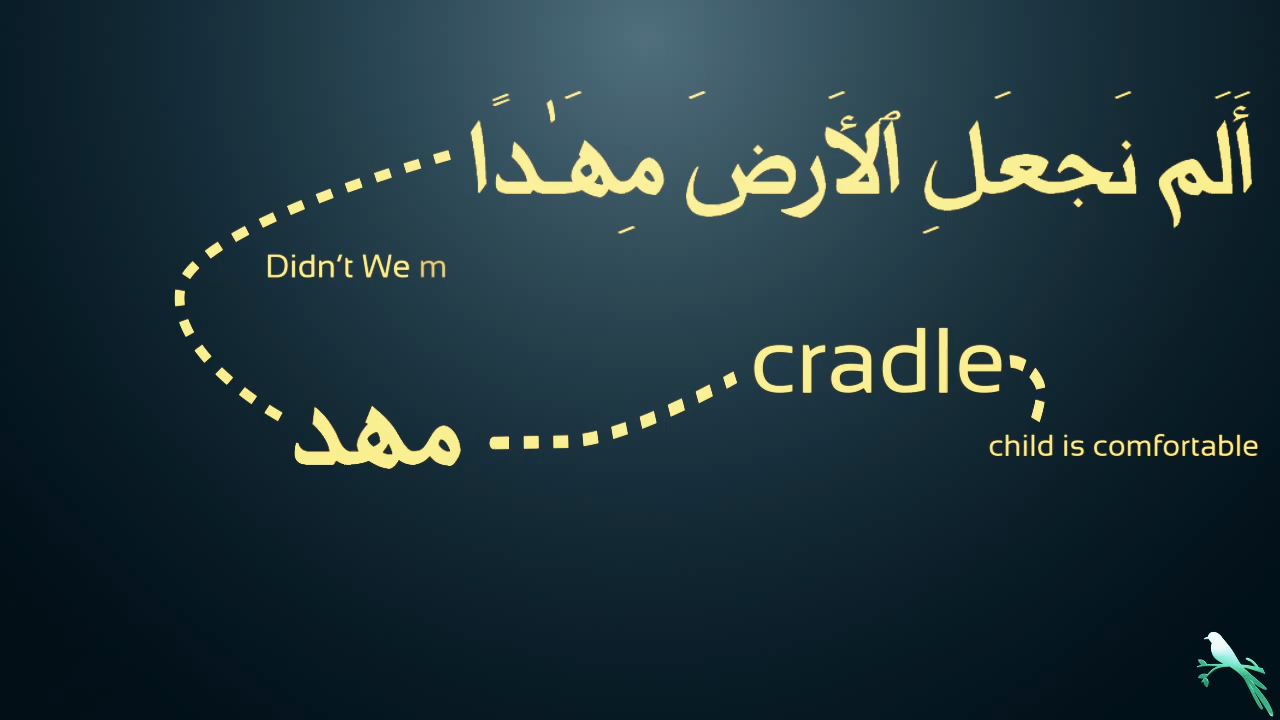 أَلَم نَجعَلِ ٱلأَرضَ مِهَـٰدًا
Didn't We m
cradle
مهد
child is comfortable